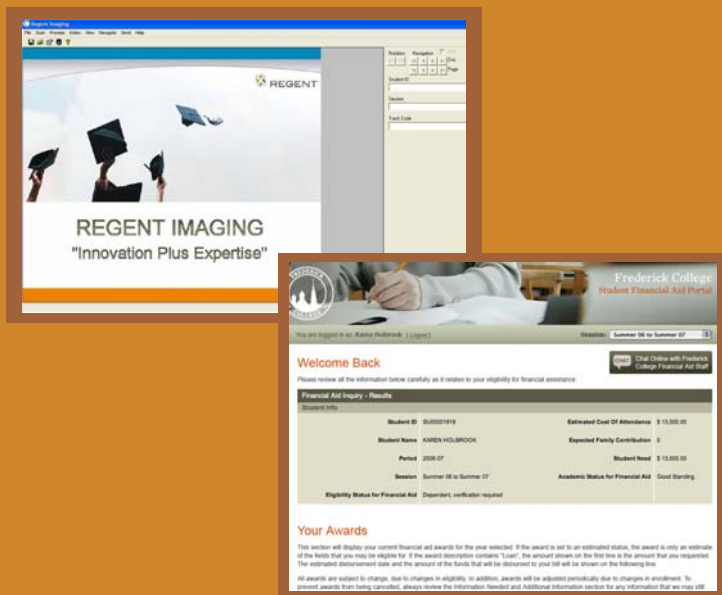 Regent Imaging
File Scan Process Index View Navigate Send Help
Rotation Navigation
Doc
Page
Student ID
Session
Track Code
REGENT
REGENT IMAGING
"Innovation Plus Expertise"
FREDERICK
COLLEGE
Frederick College
Student Financial Aid Portal
You are logged in as: Karen Holbrook [Logout]
Session: Summer 06 to Summer 07
Welcome Back
CHAT Chat Online with Frederick
College Financial Aid Staff
Please review all the information below carefully as it relates to your eligibility for financial assistance.
Financial Aid Inquiry - Results
Student Info
Student ID SU00001918 Estimated Cost Of Attendance $ 13,500.00
Student Name KAREN HOLBROOK Expected Family Contribution 0
Period 2006-07 Student Need $ 13,500.00
Session Summer 06 to Summer 07 Academic Status for Financial Aid Good Standing
Eligibility Status for Financial Aid Dependent, verification required
Your Awards
This section will display your current financial aid awards for the year selected. If the award is set to an estimated status, the award is only an estimate
of the fields that you may be eligible for. If the award description contains "Loan", the amount shown on the first line is the amount that you requested.
The estimated disbursement date and the amount of the funds that will be disbursed to your bill will be shown on the following line.
All awards are subject to change, due to changes in eligibility. In addition, awards will be adjusted periodically due to changes in enrollment. To
prevent awards from being cancelled, always review the Information Needed and Additional Information section for any information that we may still